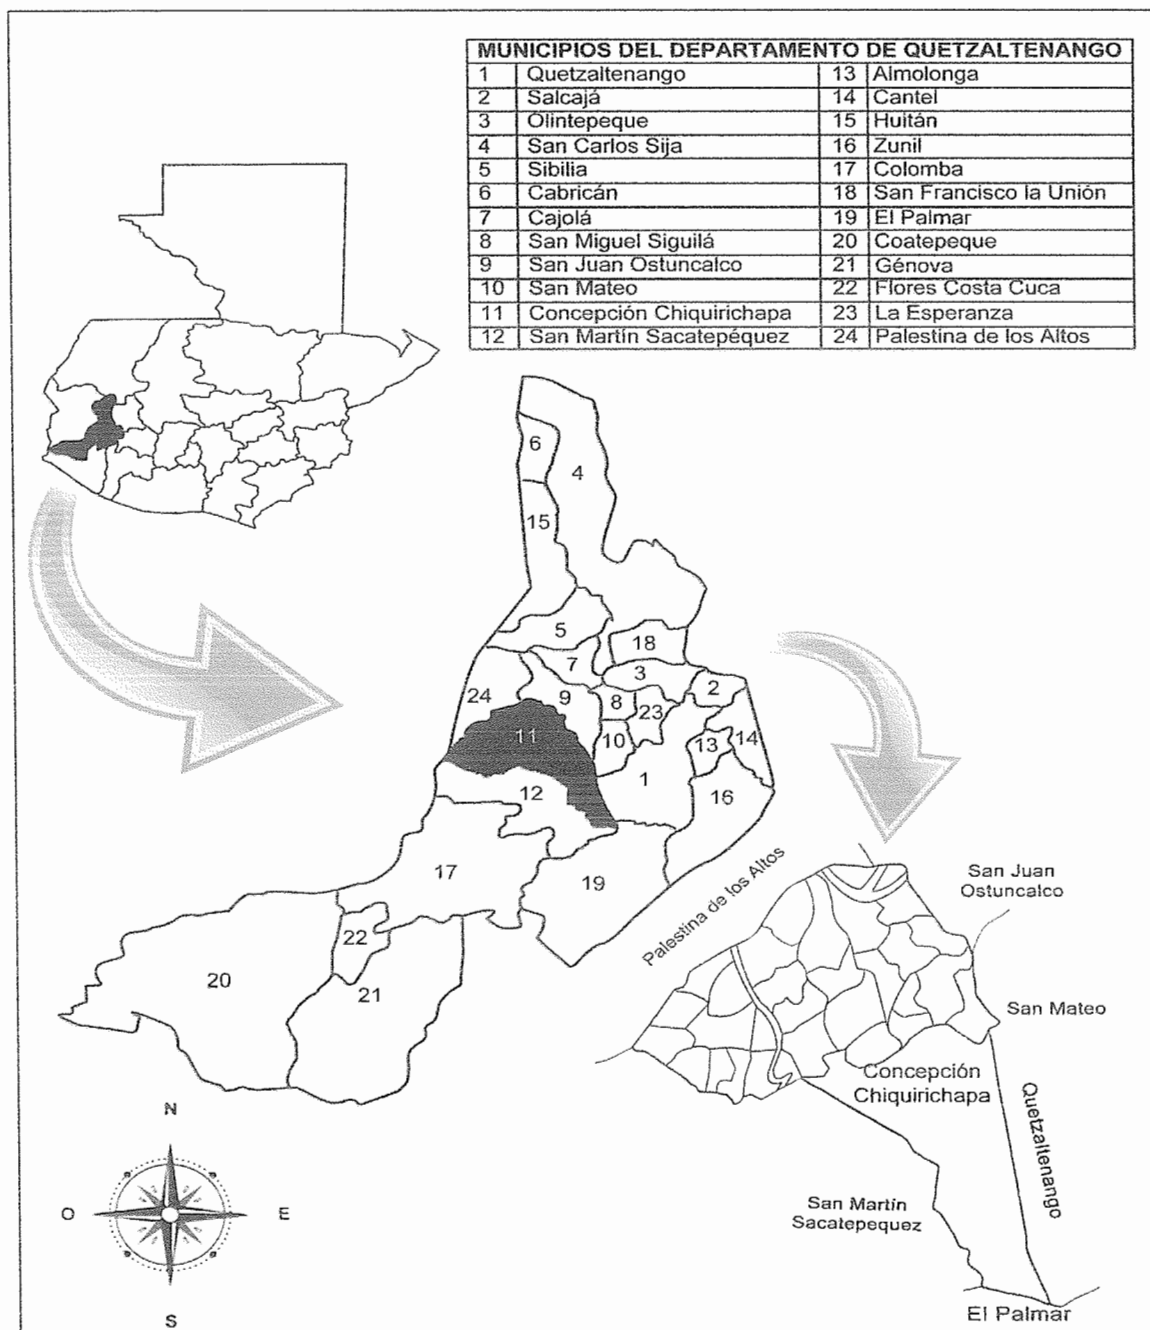 MUNICIPIOS DEL DEPARTAMENTO DE QUETZALTENANGO
1 Quetzaltenango 13 Almolonga
2 Salcajá 14 Cantel
3 Olintepeque 15 Huitán
4 San Carlos Sija 16 Zunil
5 Sibilia 17 Colomba
6 Cabricán 18 San Francisco la Unión
7 Cajolá 19 El Palmar
8 San Miguel Siguilá 20 Coatepeque
9 San Juan Ostuncalco 21 Génova
10 San Mateo 22 Flores Costa Cuca
11 Concepción Chiquirichapa 23 La Esperanza
12 San Martín Sacatepéquez 24 Palestina de los Altos
6
4
15
5
18
7
3
24
9
8
23
2
11
10
13
14
12
1
16
17
19
22
20
21
Palestina de los Altos
San Juan
Ostuncalco
San Mateo
Concepción
Chiquirichapa
Quetzaltenango
San Martín
Sacatepequez
El Palmar
N
O
E
S